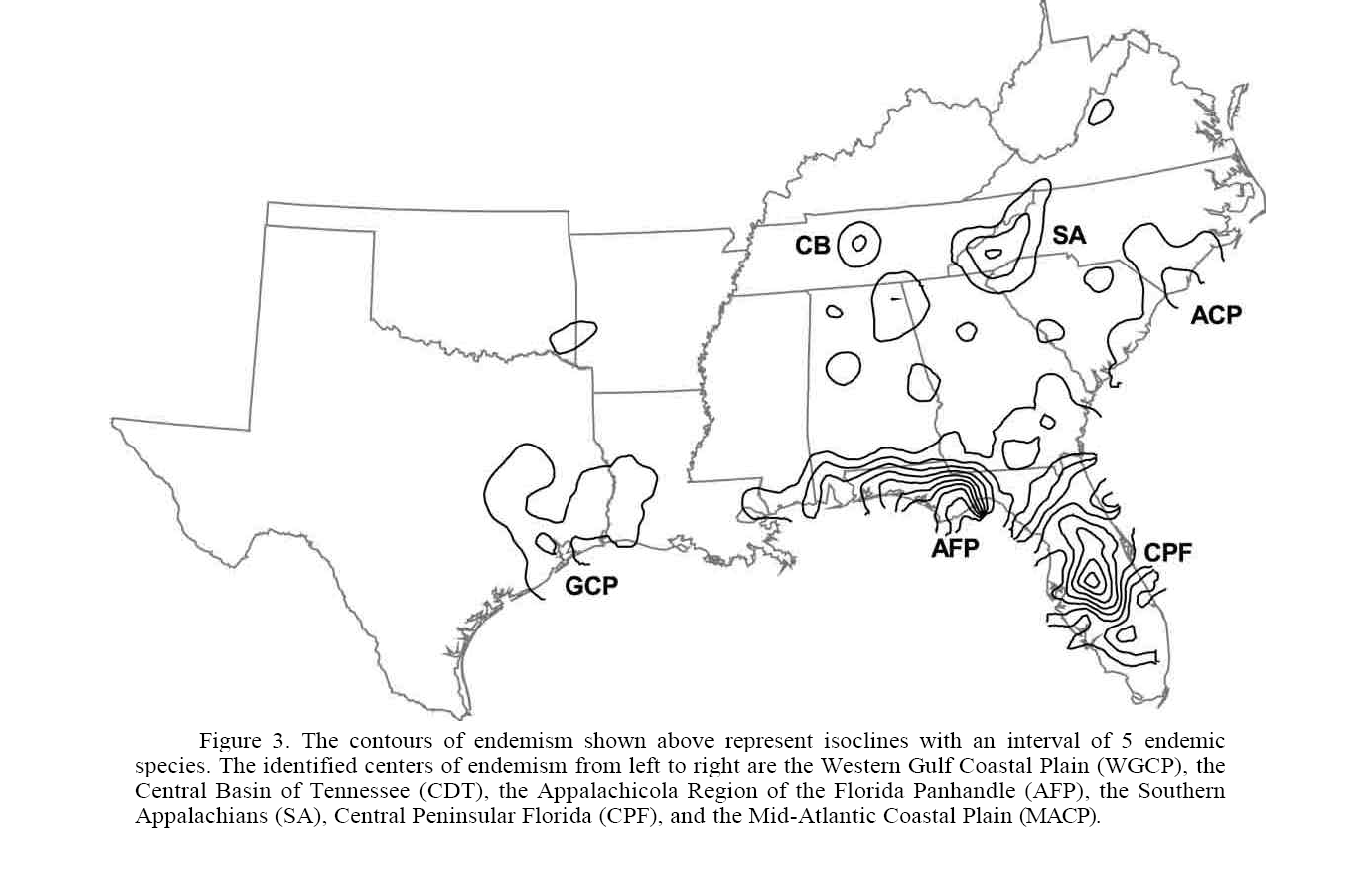 CB
SA
ACP
AFP
CPF
GCP
Figure 3. The contours of endemism shown above represent isoclines with an interval of 5 endemic
species. The identified centers of endemism from left to right are the Western Gulf Coastal Plain (WGCP), the
Central Basin of Tennessee (CDT), the Appalachicola Region of the Florida Panhandle (AFP), the Southern
Appalachians (SA), Central Peninsular Florida (CPF), and the Mid-Atlantic Coastal Plain (MACP).